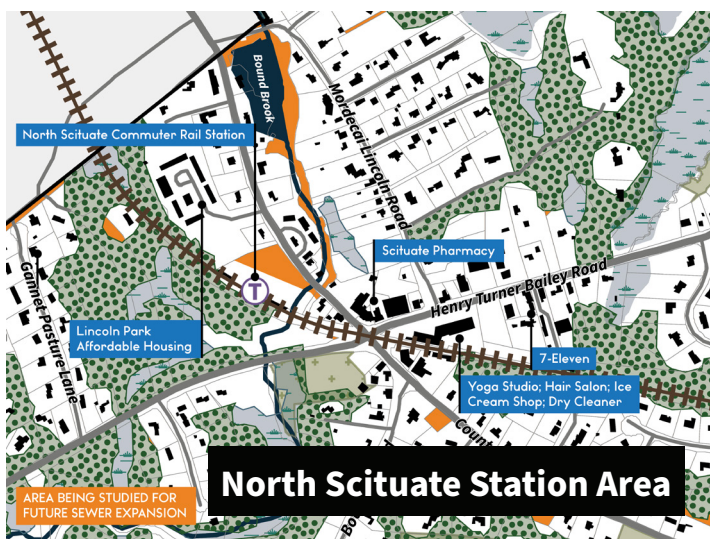 Bound Brook
Mordecai Lincoln Road
North Scituate Commuter Rail Station
Scituate Pharmacy
Henry Turner Bailey Road
Gannet Pasture Lane
T
Lincoln Park
Affordable Housing
7-Eleven
Yoga Studio; Hair Salon; Ice
Cream Shop; Dry Cleaner
Count
North Scituate Station Area
AREA BEING STUDIED FOR
FUTURE SEWER EXPANSION
Bo